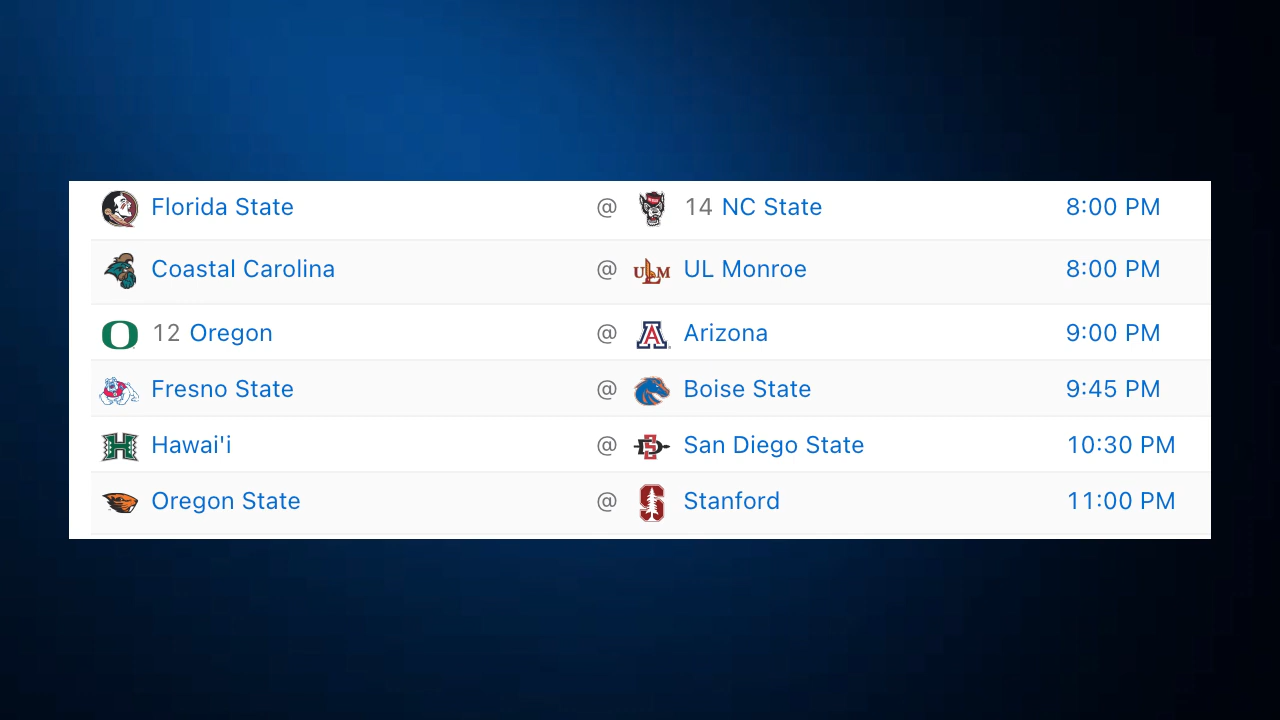 Florida State @ 14 NC State 8:00 PM
Coastal Carolina @ ULM UL Monroe 8:00 PM
O 12 Oregon @ A Arizona 9:00 PM
Fresno State @ Boise State 9:45 PM
H Hawai'i @ SD San Diego State 10:30 PM
Oregon State @ S Stanford 11:00 PM